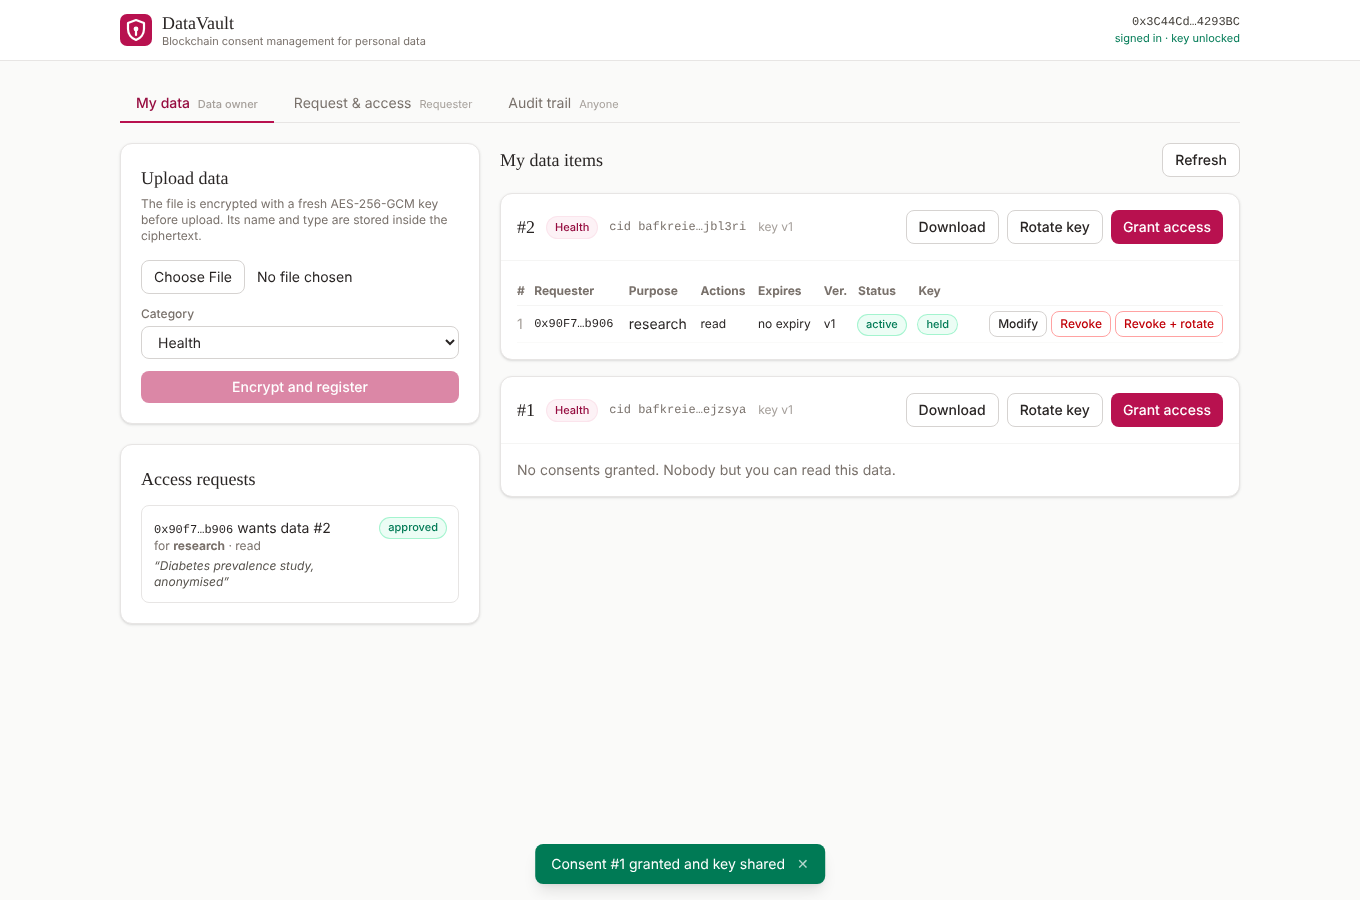 DataVault
Blockchain consent management for personal data
0x3C44Cd…4293BC
signed in · key unlocked
My data Data owner
Request & access Requester
Audit trail Anyone
Upload data
The file is encrypted with a fresh AES-256-GCM key
before upload. Its name and type are stored inside the
ciphertext.
Choose File No file chosen
Category
Health
Encrypt and register
Access requests
0x90f7…b906 wants data #2
approved
for research · read
“Diabetes prevalence study,
anonymised”
My data items
Refresh
#2 Health cid bafkreie…jbl3ri key v1
Download Rotate key Grant access
# Requester Purpose Actions Expires Ver. Status Key
1 0x90F7…b906 research read no expiry v1 active held Modify Revoke Revoke + rotate
#1 Health cid bafkreie…ejzsya key v1
Download Rotate key Grant access
No consents granted. Nobody but you can read this data.
Consent #1 granted and key shared ×